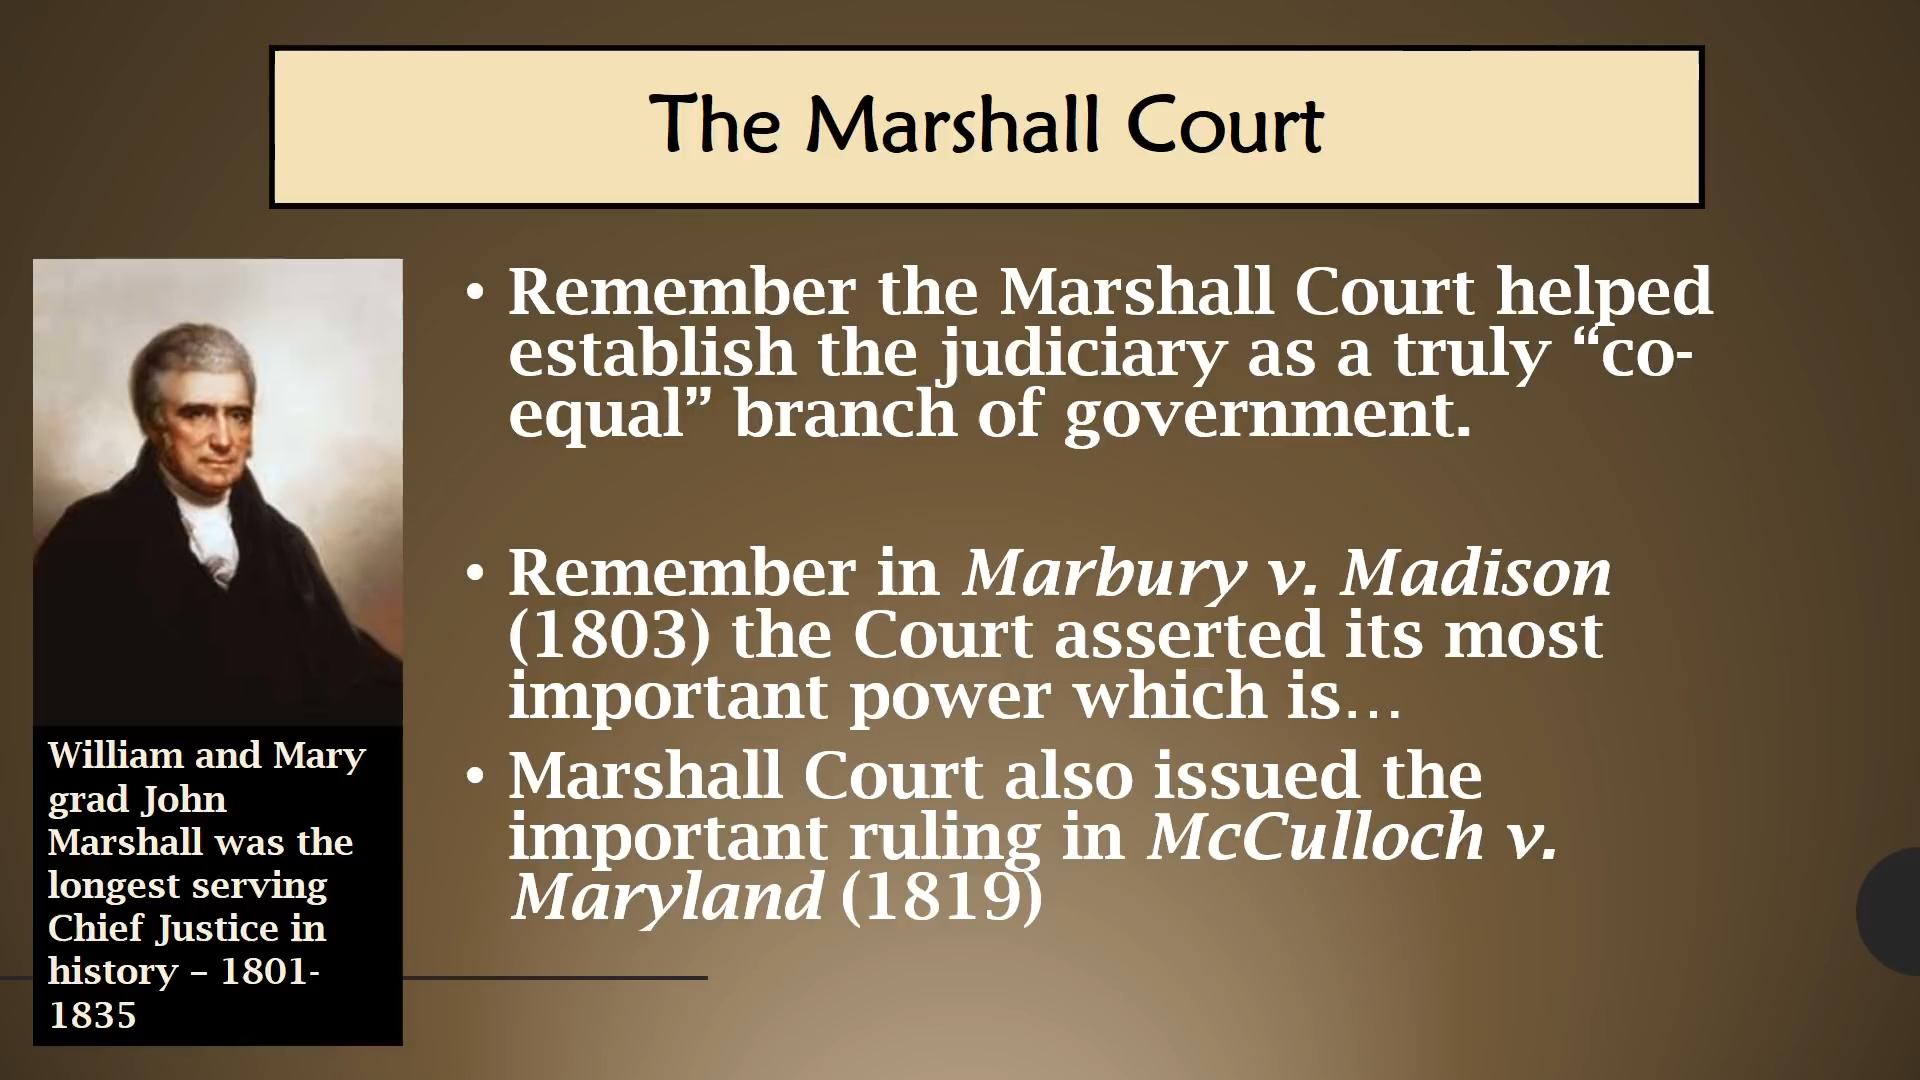 The Marshall Court
• Remember the Marshall Court helped
establish the judiciary as a truly “co-
equal” branch of government.
• Remember in Marbury v. Madison
(1803) the Court asserted its most
important power which is…
• Marshall Court also issued the
important ruling in McCulloch v.
Maryland (1819)
William and Mary
grad John
Marshall was the
longest serving
Chief Justice in
history – 1801-
1835